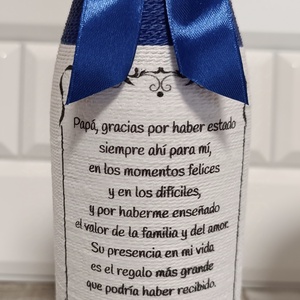 Papá, gracias por haber estado
siempre ahí para mí,
en los momentos felices
y en los difíciles,
y por haberme enseñado
el valor de la familia y del amor.
Su presencia en mi vida
es el regalo más grande
que podría haber recibido.